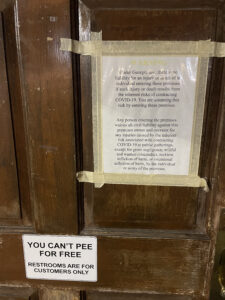 Under Georgia law, there is no
liability for an injury or death of an
individual entering these premises
if such injury or death results from
the inherent risks of contracting
COVID-19. You are assuming this
risk by entering these premises.
Any person entering the premises
waives all civil liability against this
premises owner and operator for
any injuries caused by the inherent
risk associated with contracting
COVID-19 at public gatherings,
except for gross negligence, willful
and wanton misconduct, reckless
infliction of harm, or intentional
infliction of harm, by the individual
or entity of the premises.
YOU CAN'T PEE
FOR FREE
RESTROOMS ARE FOR
CUSTOMERS ONLY